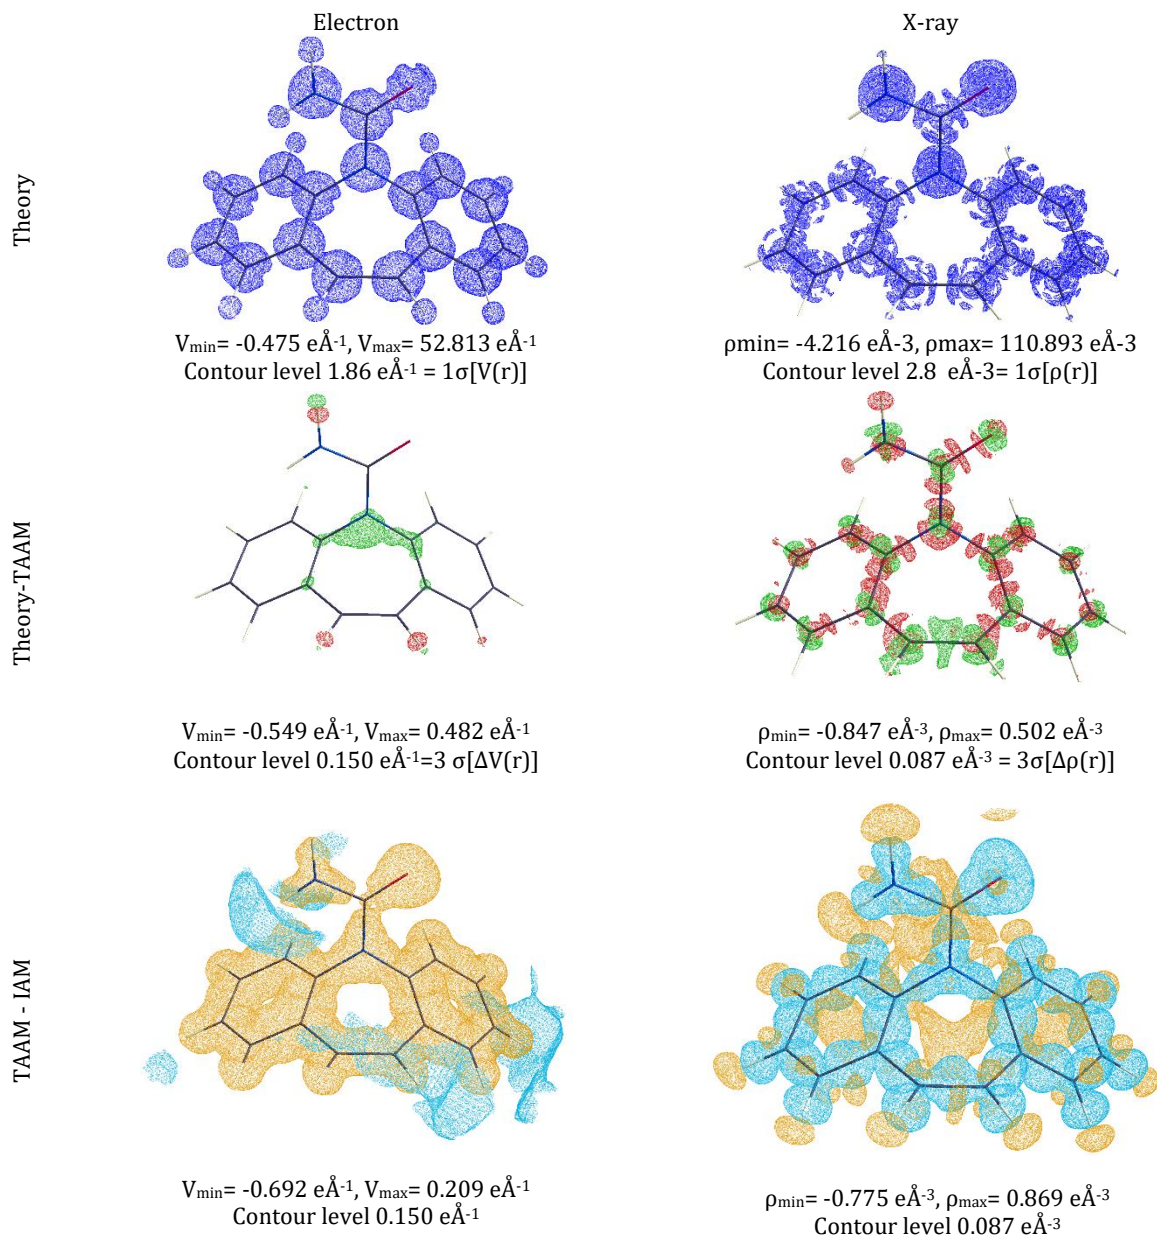 Electron X-ray
Theory
Vmin= -0.475 eÅ⁻¹, Vmax= 52.813 eÅ⁻¹
Contour level 1.86 eÅ⁻¹ = 1σ[V(r)]
ρmin= -4.216 eÅ-3, ρmax= 110.893 eÅ-3
Contour level 2.8 eÅ-3= 1σ[ρ(r)]
Theory-TAAM
Vmin= -0.549 eÅ⁻¹, Vmax= 0.482 eÅ⁻¹
Contour level 0.150 eÅ⁻¹=3 σ[ΔV(r)]
ρmin= -0.847 eÅ⁻³, ρmax= 0.502 eÅ⁻³
Contour level 0.087 eÅ⁻³ = 3σ[Δρ(r)]
TAAM - IAM
Vmin= -0.692 eÅ⁻¹, Vmax= 0.209 eÅ⁻¹
Contour level 0.150 eÅ⁻¹
ρmin= -0.775 eÅ⁻³, ρmax= 0.869 eÅ⁻³
Contour level 0.087 eÅ⁻³